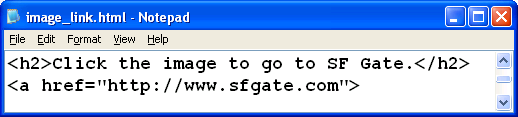 image_link.html - Notepad
File Edit Format View Help
<h2>Click the image to go to SF Gate.</h2>
<a href="http://www.sfgate.com">